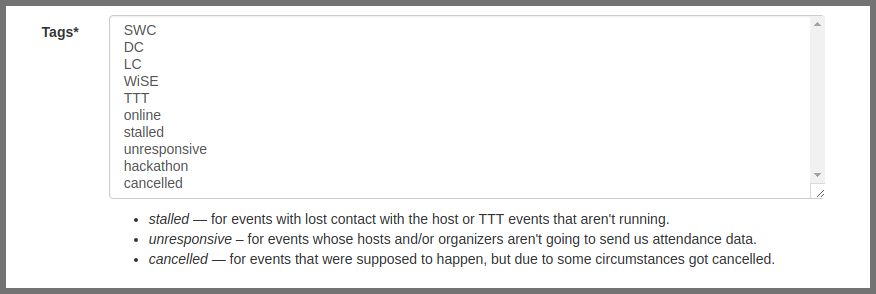 Tags*
SWC
DC
LC
WiSE
TTT
online
stalled
unresponsive
hackathon
cancelled
• stalled — for events with lost contact with the host or TTT events that aren't running.
• unresponsive – for events whose hosts and/or organizers aren't going to send us attendance data.
• cancelled — for events that were supposed to happen, but due to some circumstances got cancelled.